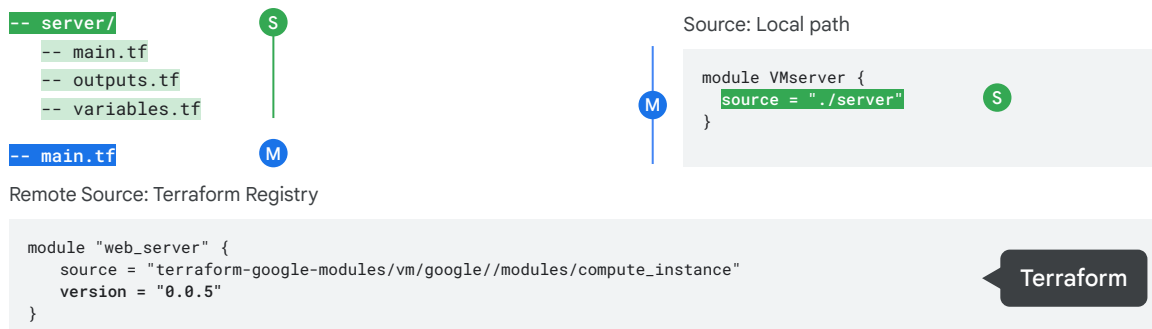 -- server/
S
-- main.tf
-- outputs.tf
-- variables.tf
-- main.tf
M
Source: Local path
M
module VMserver {
source = "./server"
S
}
Remote Source: Terraform Registry
module "web_server" {
source = "terraform-google-modules/vm/google//modules/compute_instance"
version = "0.0.5"
}
Terraform